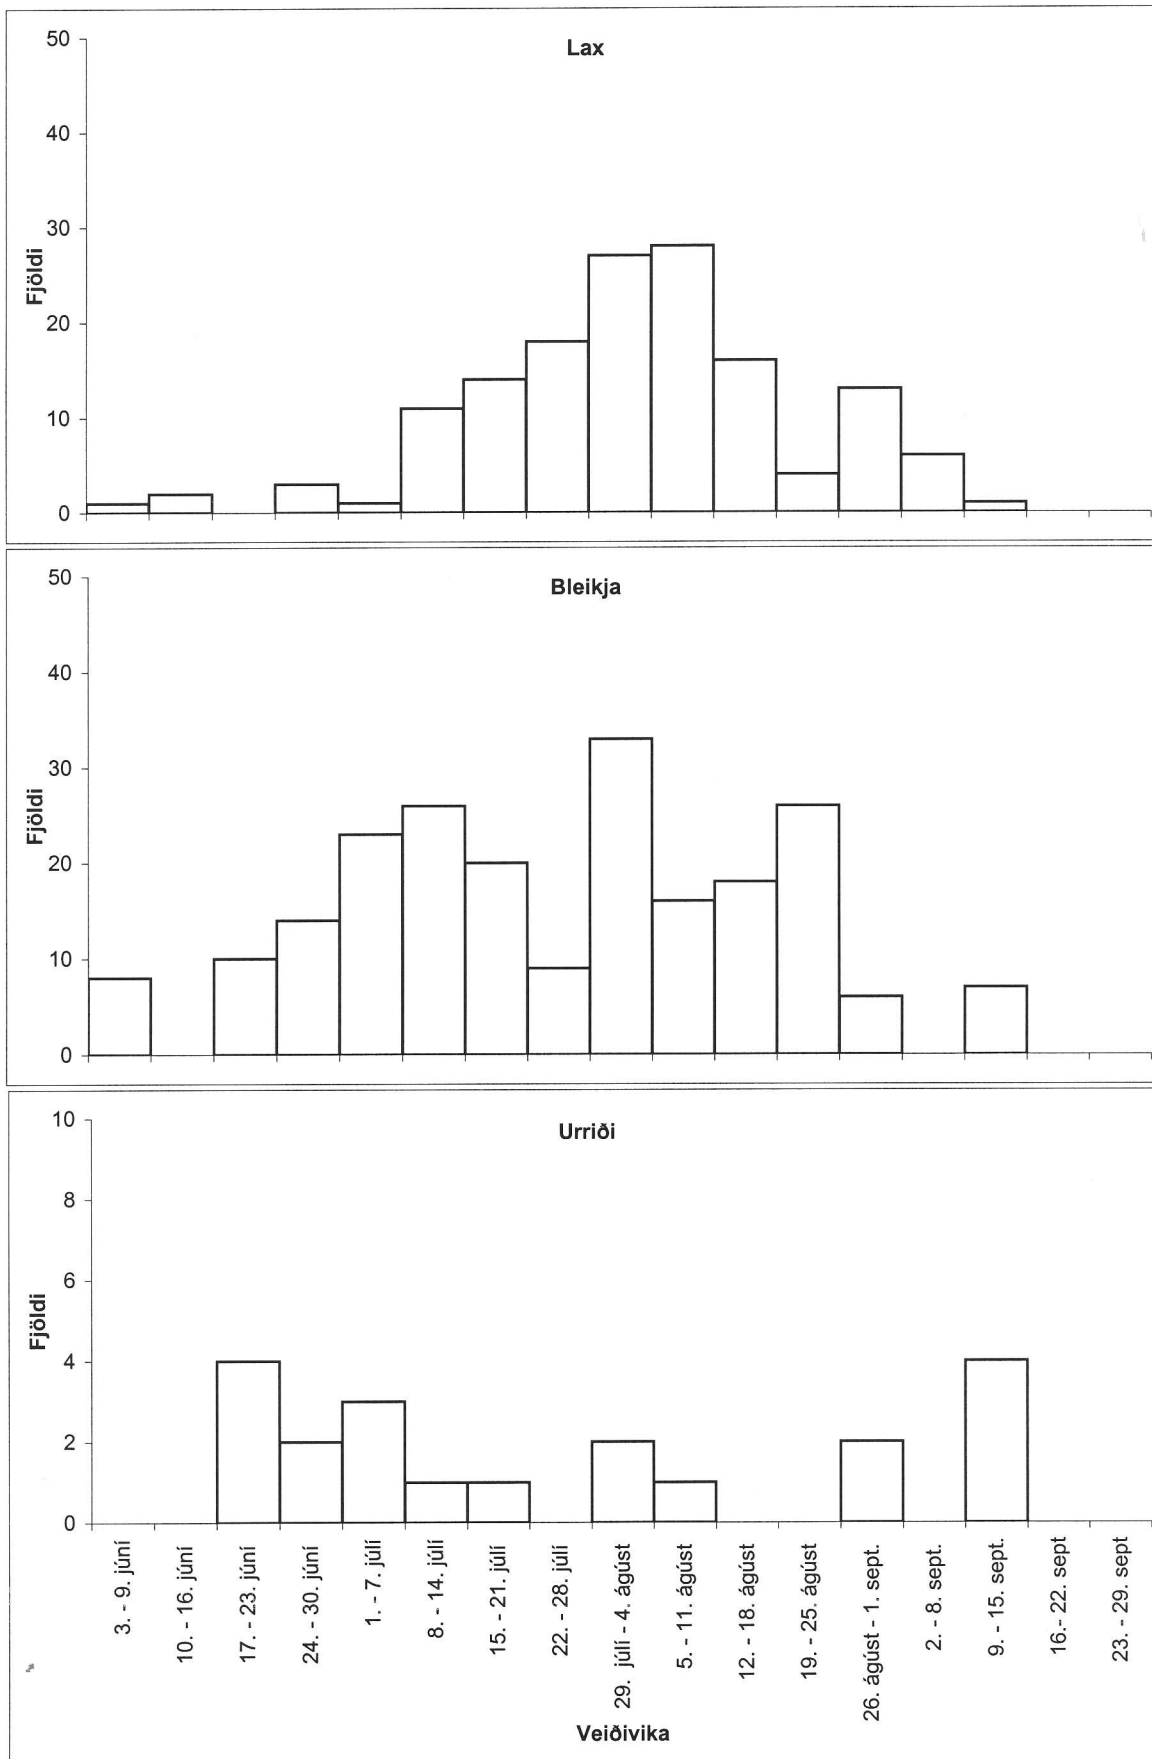 Lax
50
40
30
20
10
0
Fjöldi
Bleikja
50
40
30
20
10
0
Fjöldi
Urriði
10
8
6
4
2
0
Fjöldi
3. - 9. júní
10. - 16. júní
17. - 23. júní
24. - 30. júní
1. - 7. júlí
8. - 14. júlí
15. - 21. júlí
22. - 28. júlí
29. júlí - 4. ágúst
5. - 11. ágúst
12. - 18. ágúst
19. - 25. ágúst
26. ágúst - 1. sept.
2. - 8. sept.
9. - 15. sept.
16.- 22. sept
23. - 29. sept
Veiðivika